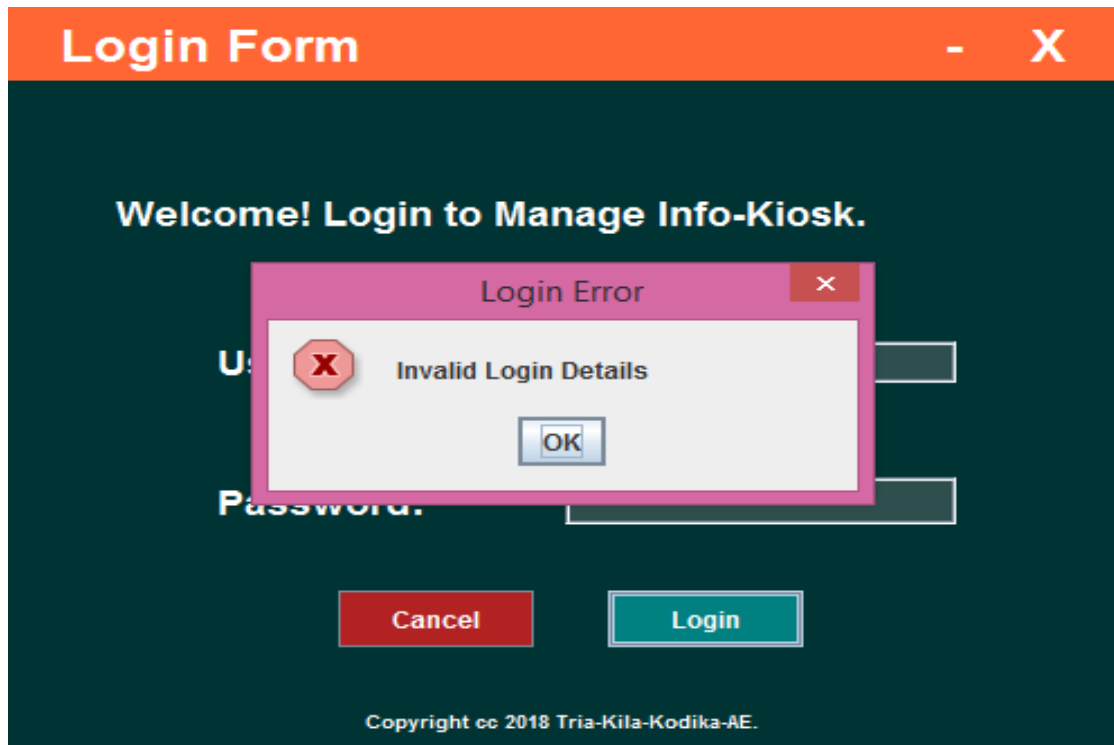 Login Form - X
Welcome! Login to Manage Info-Kiosk.
Login Error
Invalid Login Details
OK
Password:
Cancel Login
Copyright cc 2018 Tria-Kila-Kodika-AE.